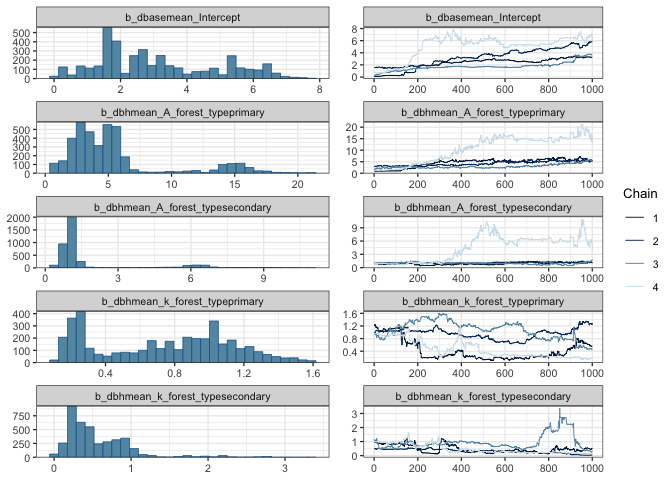 b_dbasemean_Intercept
500
400
300
200
100
0
0 2 4 6 8
b_dbhmean_A_forest_typeprimary
500
400
300
200
100
0
0 5 10 15 20
b_dbhmean_A_forest_typesecondary
2000
1500
1000
500
0
0 3 6 9
b_dbhmean_k_forest_typeprimary
400
300
200
100
0
0.4 0.8 1.2 1.6
b_dbhmean_k_forest_typesecondary
750
500
250
0
0 1 2 3
b_dbasemean_Intercept
8
6
4
2
0
0 200 400 600 800 1000
b_dbhmean_A_forest_typeprimary
20
15
10
5
0
0 200 400 600 800 1000
b_dbhmean_A_forest_typesecondary
9
6
3
0
0 200 400 600 800 1000
b_dbhmean_k_forest_typeprimary
1.6
1.2
0.8
0.4
0 200 400 600 800 1000
b_dbhmean_k_forest_typesecondary
3
2
1
0
0 200 400 600 800 1000
Chain
1
2
3
4